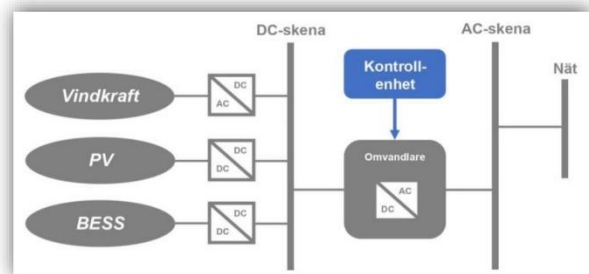 DC-skena
AC-skena
Nät
Kontroll-
enhet
Vindkraft
DC
AC
PV
DC
DC
Omvandlare
AC
DC
BESS
DC
DC